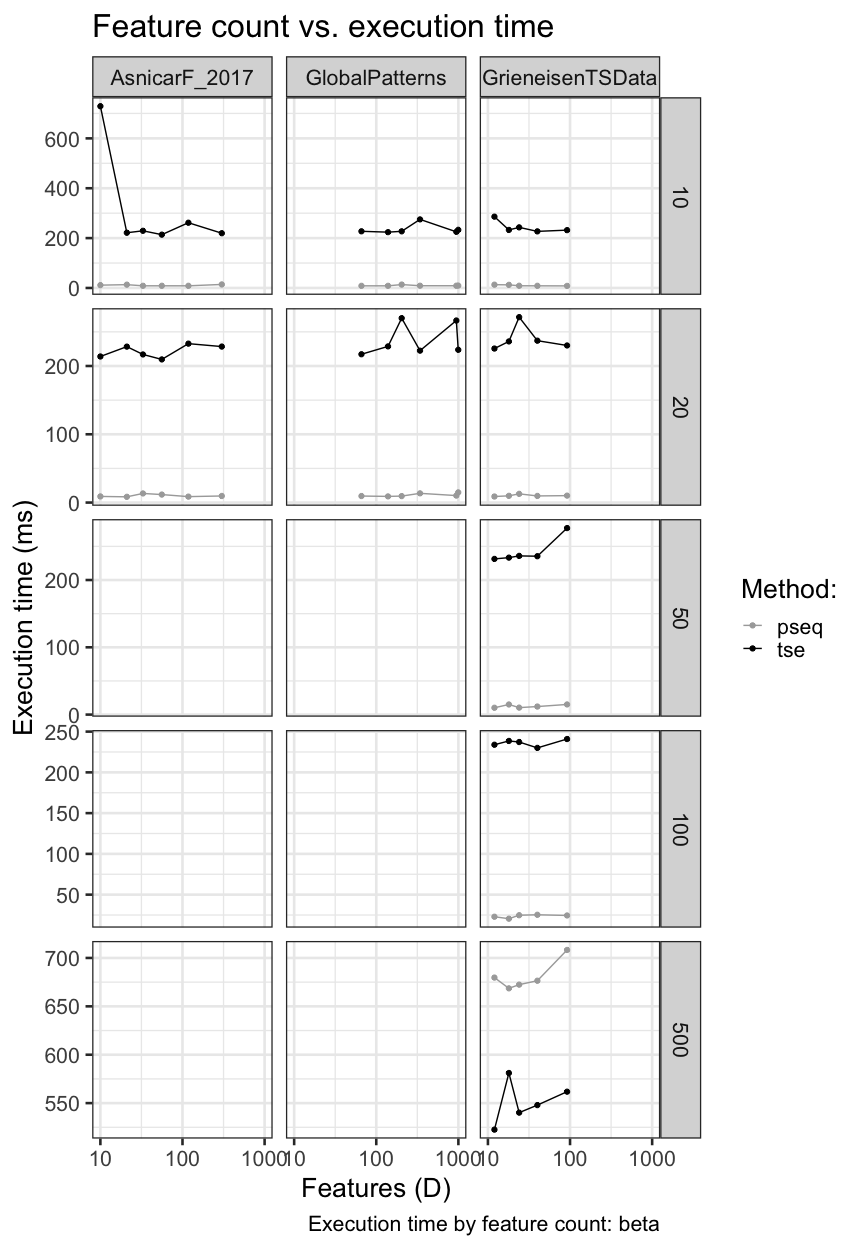 Feature count vs. execution time
AsnicarF_2017 GlobalPatterns GrieneisenTSData
600
400
200
0
10
200
100
0
20
200
100
0
50
250
200
150
100
50
100
700
650
600
550
500
10 100 1000 10 100 1000 10 100 1000
Features (D)
Execution time (ms)
Method:
pseq
tse
Execution time by feature count: beta